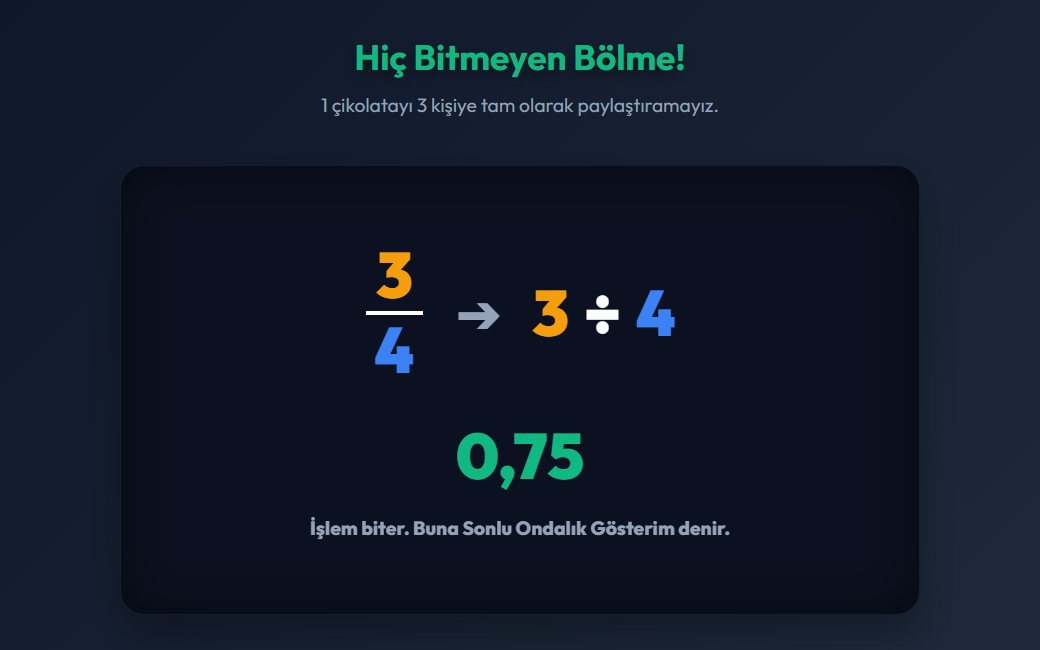 Hiç Bitmeyen Bölme!
1 çikolatayı 3 kişiye tam olarak paylaştıramayız.
3
4
➔ 3 ÷ 4
0,75
İşlem biter. Buna Sonlu Ondalık Gösterim denir.